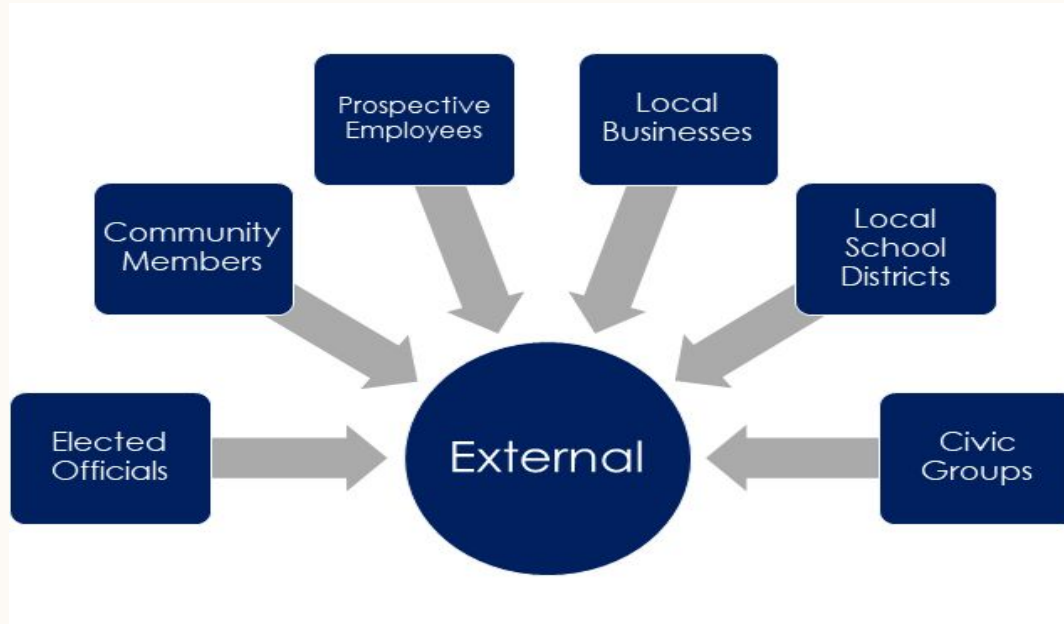 Prospective
Employees
Local
Businesses
Community
Members
Local
School
Districts
Elected
Officials
External
Civic
Groups